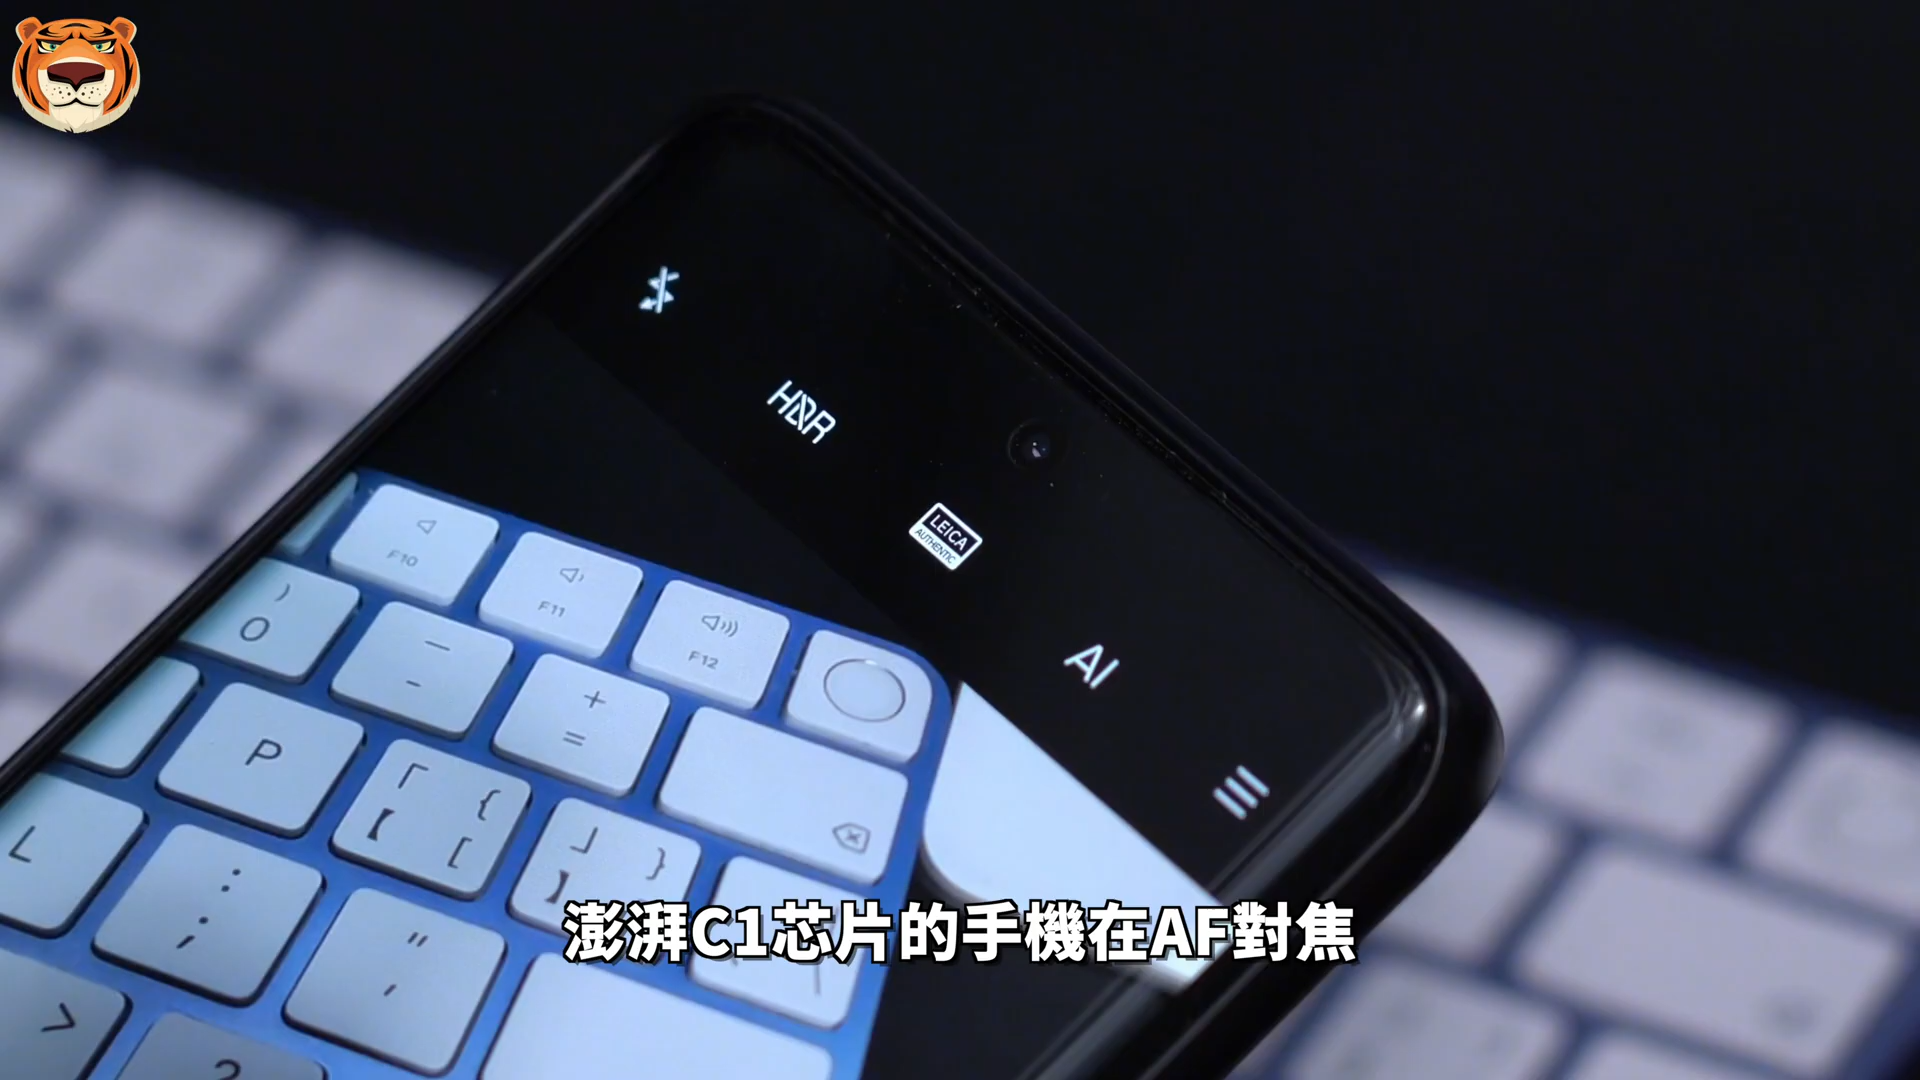 HDR
LEICA
AUTHENTIC
AI
F10
F11
F12
)
0
—
-
+
=
P
「 {
【 [
」 }
】
L
:
;
"
'
>
?
澎湃C1芯片的手機在AF對焦